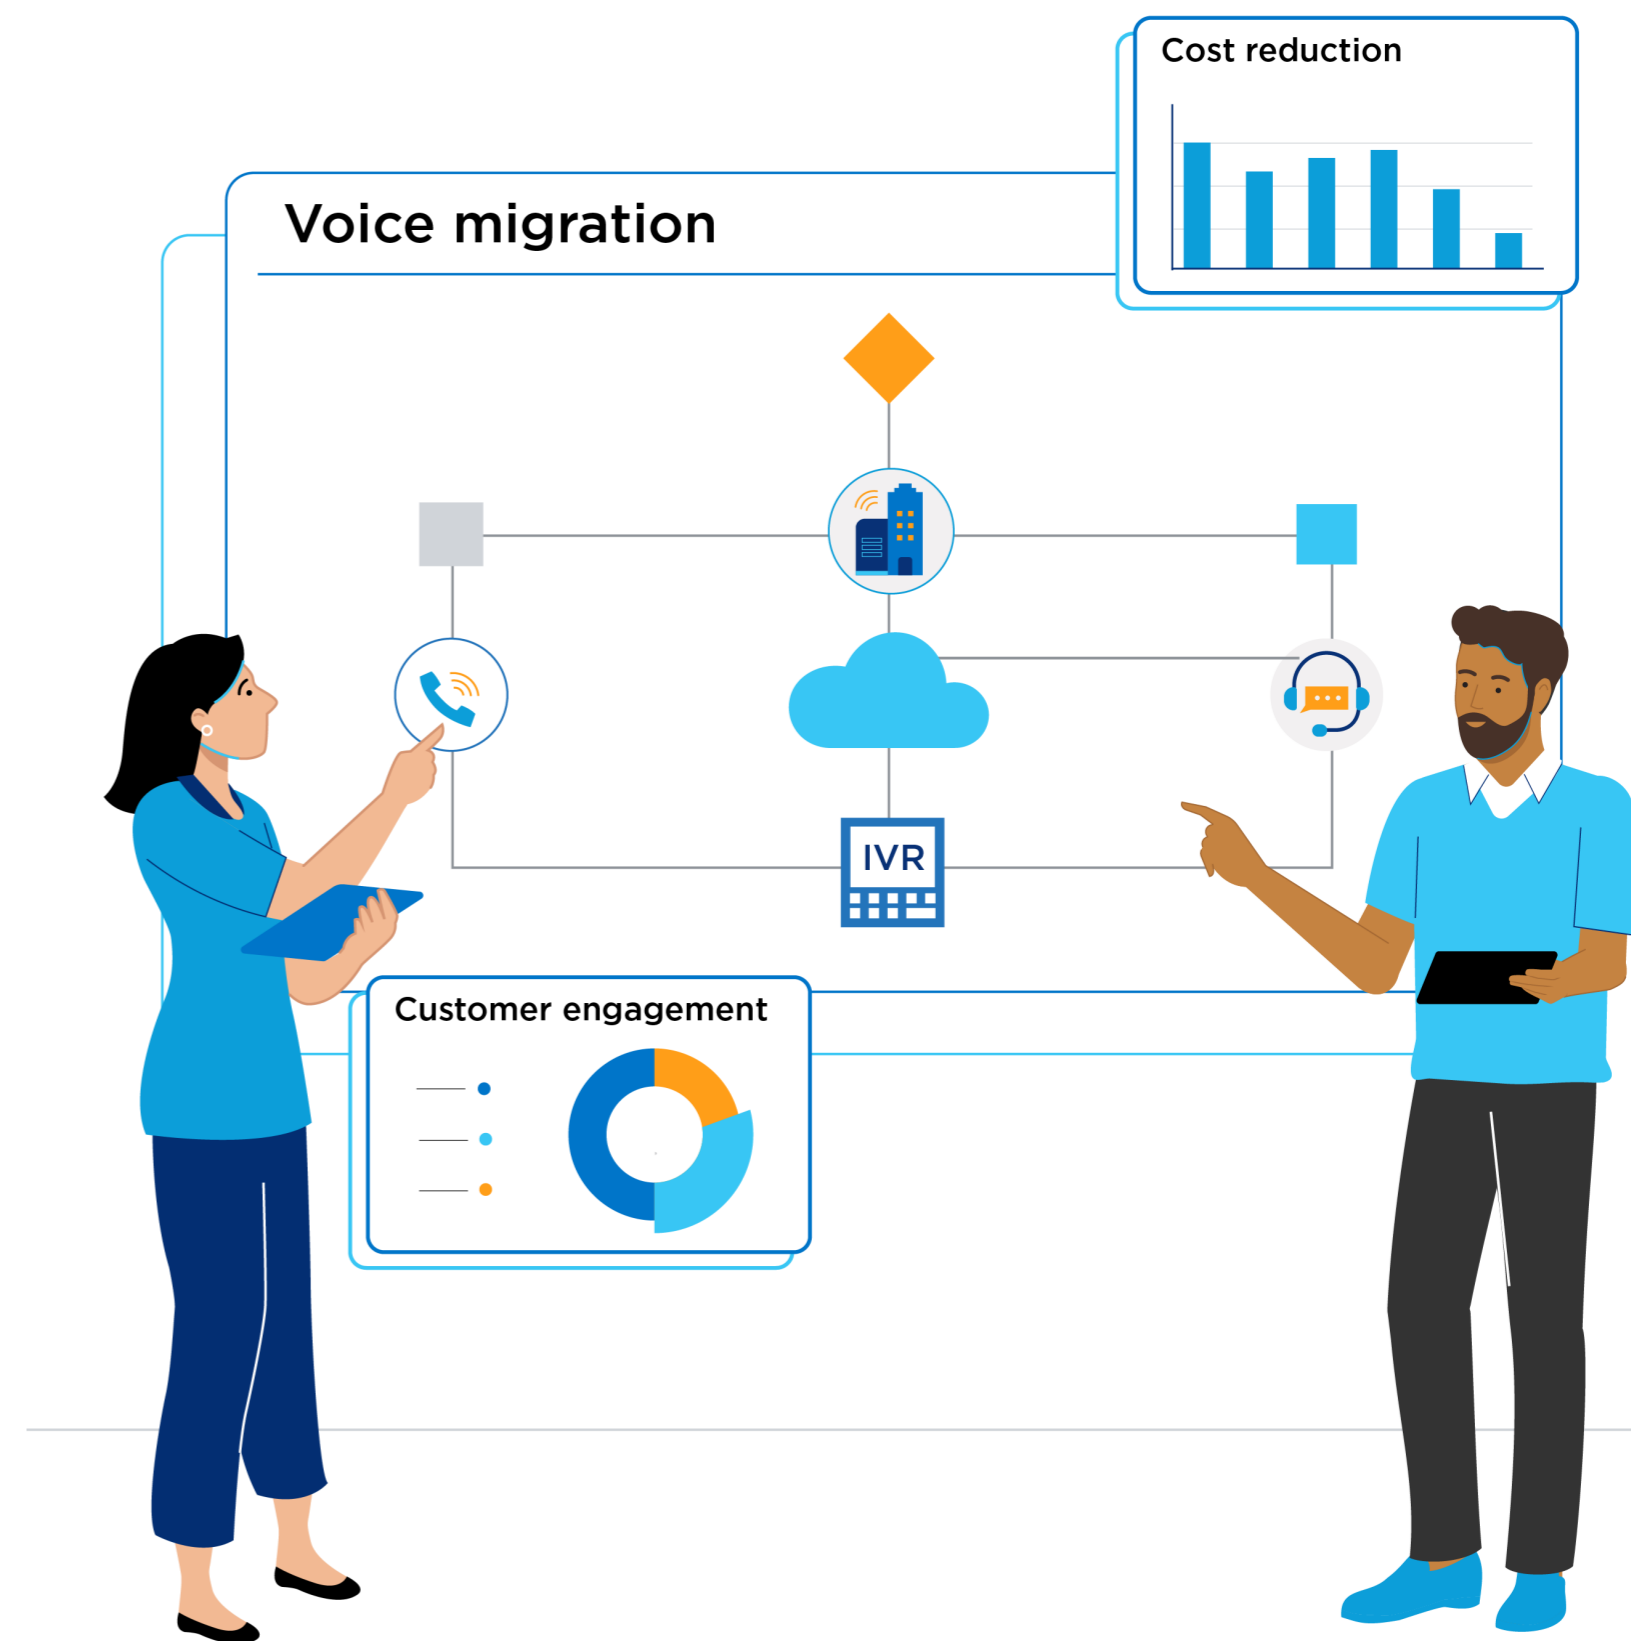 Cost reduction
Voice migration
IVR
Customer engagement